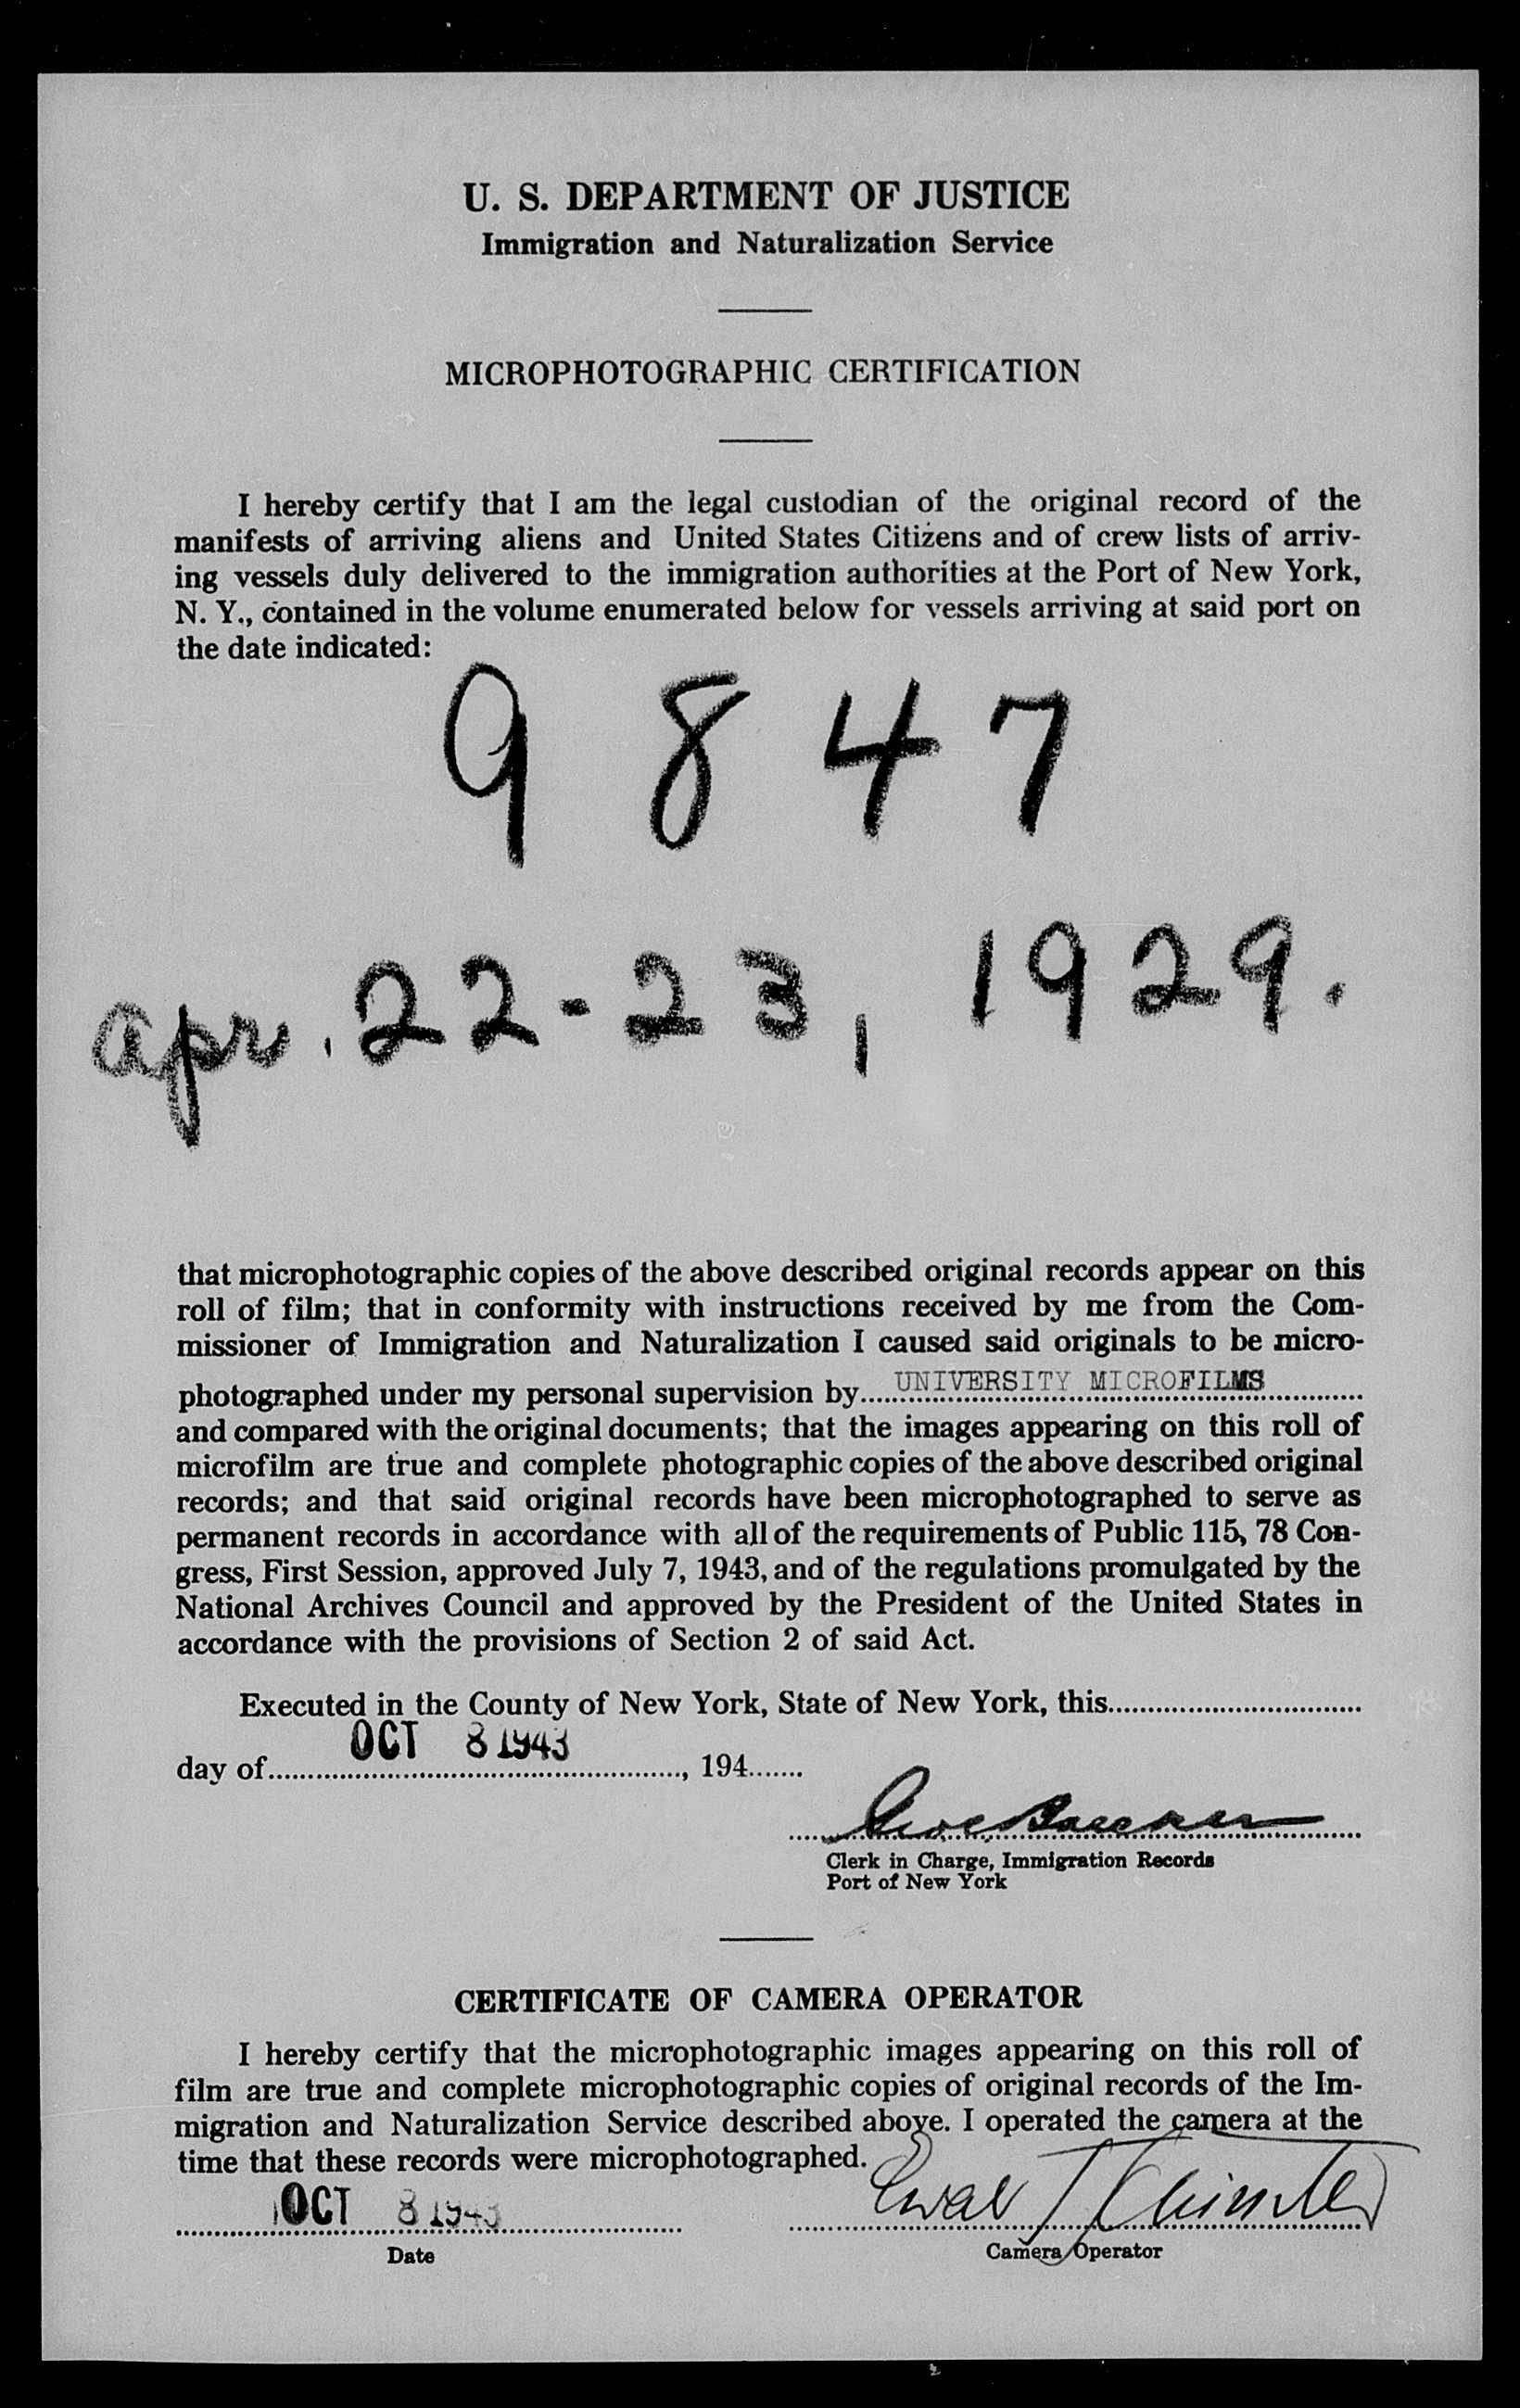 U. S. DEPARTMENT OF JUSTICE
Immigration and Naturalization Service
MICROPHOTOGRAPHIC CERTIFICATION
I hereby certify that I am the legal custodian of the original record of the
manifests of arriving aliens and United States Citizens and of crew lists of arriv-
ing vessels duly delivered to the immigration authorities at the Port of New York,
N. Y., contained in the volume enumerated below for vessels arriving at said port on
the date indicated:
9847
apr. 22-23, 1929.
that microphotographic copies of the above described original records appear on this
roll of film; that in conformity with instructions received by me from the Com-
missioner of Immigration and Naturalization I caused said originals to be micro-
photographed under my personal supervision by UNIVERSITY MICROFILMS
and compared with the original documents; that the images appearing on this roll of
microfilm are true and complete photographic copies of the above described original
records; and that said original records have been microphotographed to serve as
permanent records in accordance with all of the requirements of Public 115, 78 Con-
gress, First Session, approved July 7, 1943, and of the regulations promulgated by the
National Archives Council and approved by the President of the United States in
accordance with the provisions of Section 2 of said Act.
Executed in the County of New York, State of New York, this
day of OCT 8 1943, 194
Clerk in Charge, Immigration Records
Port of New York
CERTIFICATE OF CAMERA OPERATOR
I hereby certify that the microphotographic images appearing on this roll of
film are true and complete microphotographic copies of original records of the Im-
migration and Naturalization Service described above. I operated the camera at the
time that these records were microphotographed.
OCT 8 1943
Date
Camera Operator